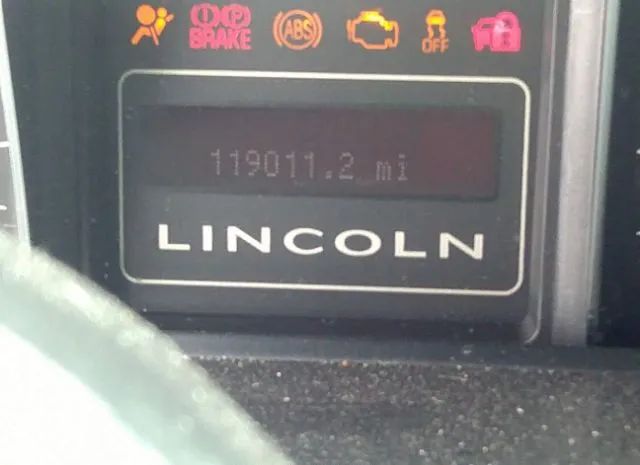 BRAKE ABS OFF
119011.2 mi
LINCOLN